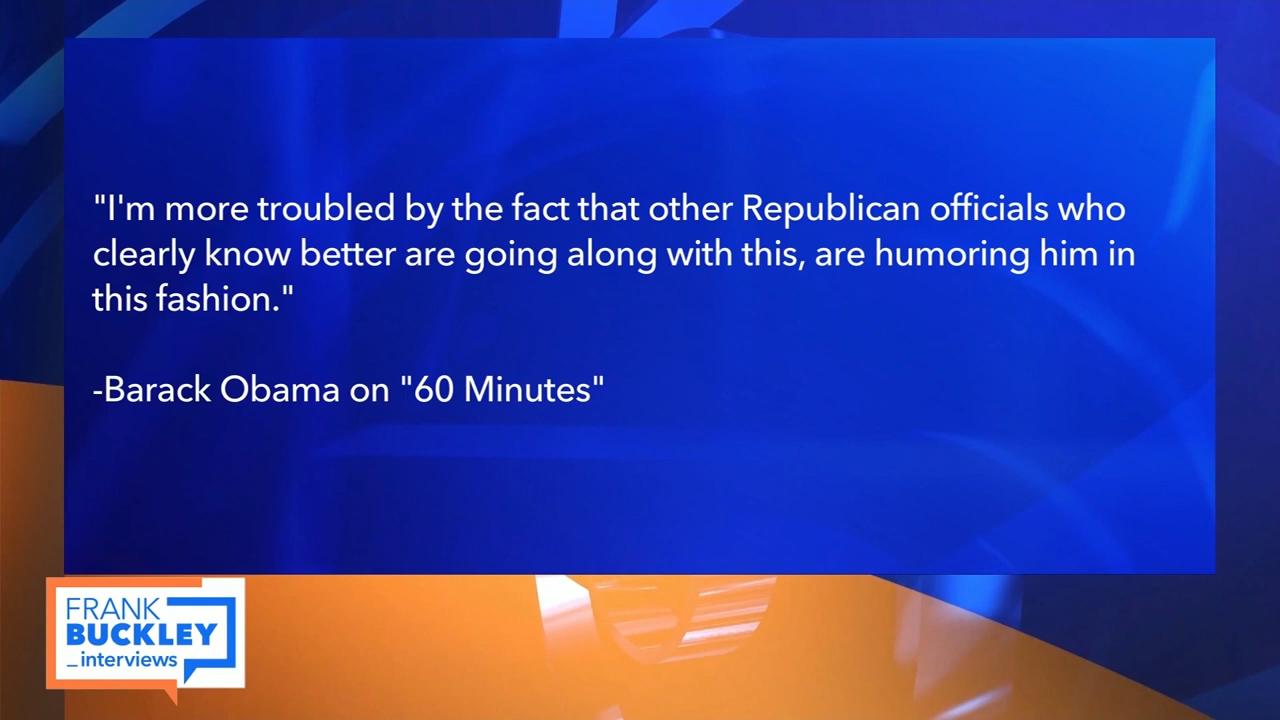 "I'm more troubled by the fact that other Republican officials who
clearly know better are going along with this, are humoring him in
this fashion."
-Barack Obama on "60 Minutes"
FRANK
BUCKLEY
_interviews